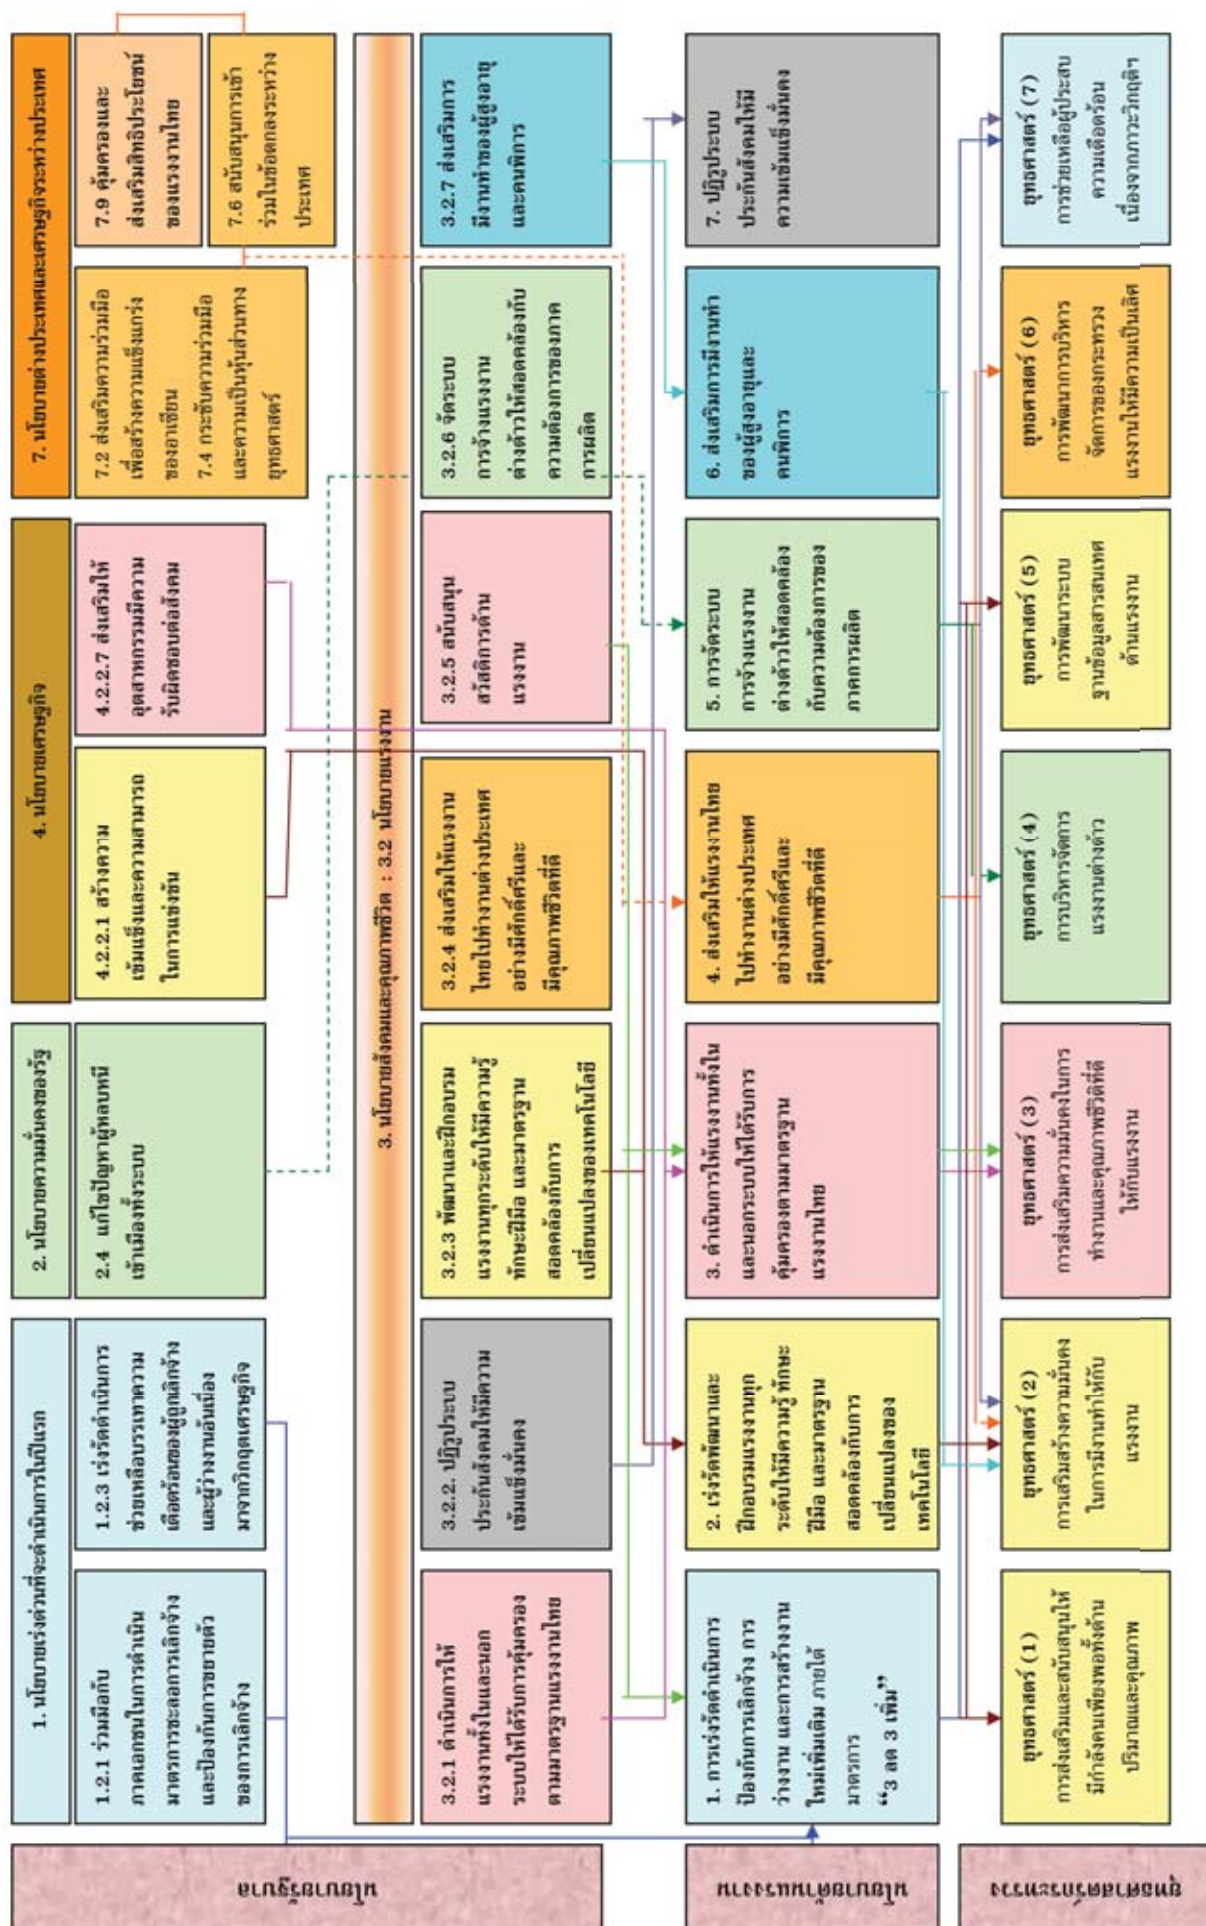 นโยบายรัฐบาล
1. นโยบายเร่งด่วนที่จะดำเนินการในปีแรก
1.2.1 ร่วมมือกับ
ภาคเอกชนในการดำเนิน
มาตรการชะลอการเลิกจ้าง
และป้องกันการขยายตัว
ของการเลิกจ้าง
1.2.3 เร่งรัดดำเนินการ
ช่วยเหลือบรรเทาความ
เดือดร้อนของผู้ถูกเลิกจ้าง
และผู้ว่างงานอันเนื่อง
มาจากวิกฤตเศรษฐกิจ
2. นโยบายความมั่นคงของรัฐ
2.4 แก้ไขปัญหาผู้หลบหนี
เข้าเมืองทั้งระบบ
4. นโยบายเศรษฐกิจ
4.2.2.1 สร้างความ
เข้มแข็งและความสามารถ
ในการแข่งขัน
4.2.2.7 ส่งเสริมให้
อุตสาหกรรมมีความ
รับผิดชอบต่อสังคม
7. นโยบายต่างประเทศและเศรษฐกิจระหว่างประเทศ
7.2 ส่งเสริมความร่วมมือ
เพื่อสร้างความแข็งแกร่ง
ของอาเซียน
7.4 กระชับความร่วมมือ
และความเป็นหุ้นส่วนทาง
ยุทธศาสตร์
7.9 คุ้มครองและ
ส่งเสริมสิทธิประโยชน์
ของแรงงานไทย
7.6 สนับสนุนการเข้า
ร่วมในข้อตกลงระหว่าง
ประเทศ
3. นโยบายสังคมและคุณภาพชีวิต : 3.2 นโยบายแรงงาน
3.2.1 ดำเนินการให้
แรงงานทั้งในและนอก
ระบบให้ได้รับการคุ้มครอง
ตามมาตรฐานแรงงานไทย
3.2.2. ปฏิรูประบบ
ประกันสังคมให้มีความ
เข้มแข็งมั่นคง
3.2.3 พัฒนาและฝึกอบรม
แรงงานทุกระดับให้มีความรู้
ทักษะฝีมือ และมาตรฐาน
สอดคล้องกับการ
เปลี่ยนแปลงของเทคโนโลยี
3.2.4 ส่งเสริมให้แรงงาน
ไทยไปทำงานต่างประเทศ
อย่างมีศักดิ์ศรีและ
มีคุณภาพชีวิตที่ดี
3.2.5 สนับสนุน
สวัสดิการด้าน
แรงงาน
3.2.6 จัดระบบ
การจ้างแรงงาน
ต่างด้าวให้สอดคล้องกับ
ความต้องการของภาค
การผลิต
3.2.7 ส่งเสริมการ
มีงานทำของผู้สูงอายุ
และคนพิการ
นโยบายด้านแรงงาน
1. การเร่งรัดดำเนินการ
ป้องกันการเลิกจ้าง การ
ว่างงาน และการสร้างงาน
ใหม่เพิ่มเติม ภายใต้
มาตรการ
“3 ลด 3 เพิ่ม”
2. เร่งรัดพัฒนาและ
ฝึกอบรมแรงงานทุก
ระดับให้มีความรู้ ทักษะ
ฝีมือ และมาตรฐาน
สอดคล้องกับการ
เปลี่ยนแปลงของ
เทคโนโลยี
3. ดำเนินการให้แรงงานทั้งใน
และนอกระบบให้ได้รับการ
คุ้มครองตามมาตรฐาน
แรงงานไทย
4. ส่งเสริมให้แรงงานไทย
ไปทำงานต่างประเทศ
อย่างมีศักดิ์ศรีและ
มีคุณภาพชีวิตที่ดี
5. การจัดระบบ
การจ้างแรงงาน
ต่างด้าวให้สอดคล้อง
กับความต้องการของ
ภาคการผลิต
6. ส่งเสริมการมีงานทำ
ของผู้สูงอายุและ
คนพิการ
7. ปฏิรูประบบ
ประกันสังคมให้มี
ความเข้มแข็งมั่นคง
ยุทธศาสตร์กระทรวง
ยุทธศาสตร์ (1)
การส่งเสริมและสนับสนุนให้
มีกำลังคนเพียงพอทั้งด้าน
ปริมาณและคุณภาพ
ยุทธศาสตร์ (2)
การเสริมสร้างความมั่นคง
ในการมีงานทำให้กับ
แรงงาน
ยุทธศาสตร์ (3)
การส่งเสริมความมั่นคงในการ
ทำงานและคุณภาพชีวิตที่ดี
ให้กับแรงงาน
ยุทธศาสตร์ (4)
การบริหารจัดการ
แรงงานต่างด้าว
ยุทธศาสตร์ (5)
การพัฒนาระบบ
ฐานข้อมูลสารสนเทศ
ด้านแรงงาน
ยุทธศาสตร์ (6)
การพัฒนาการบริหาร
จัดการของกระทรวง
แรงงานให้มีความเป็นเลิศ
ยุทธศาสตร์ (7)
การช่วยเหลือผู้ประสบ
ความเดือดร้อน
เนื่องจากภาวะวิกฤติฯ